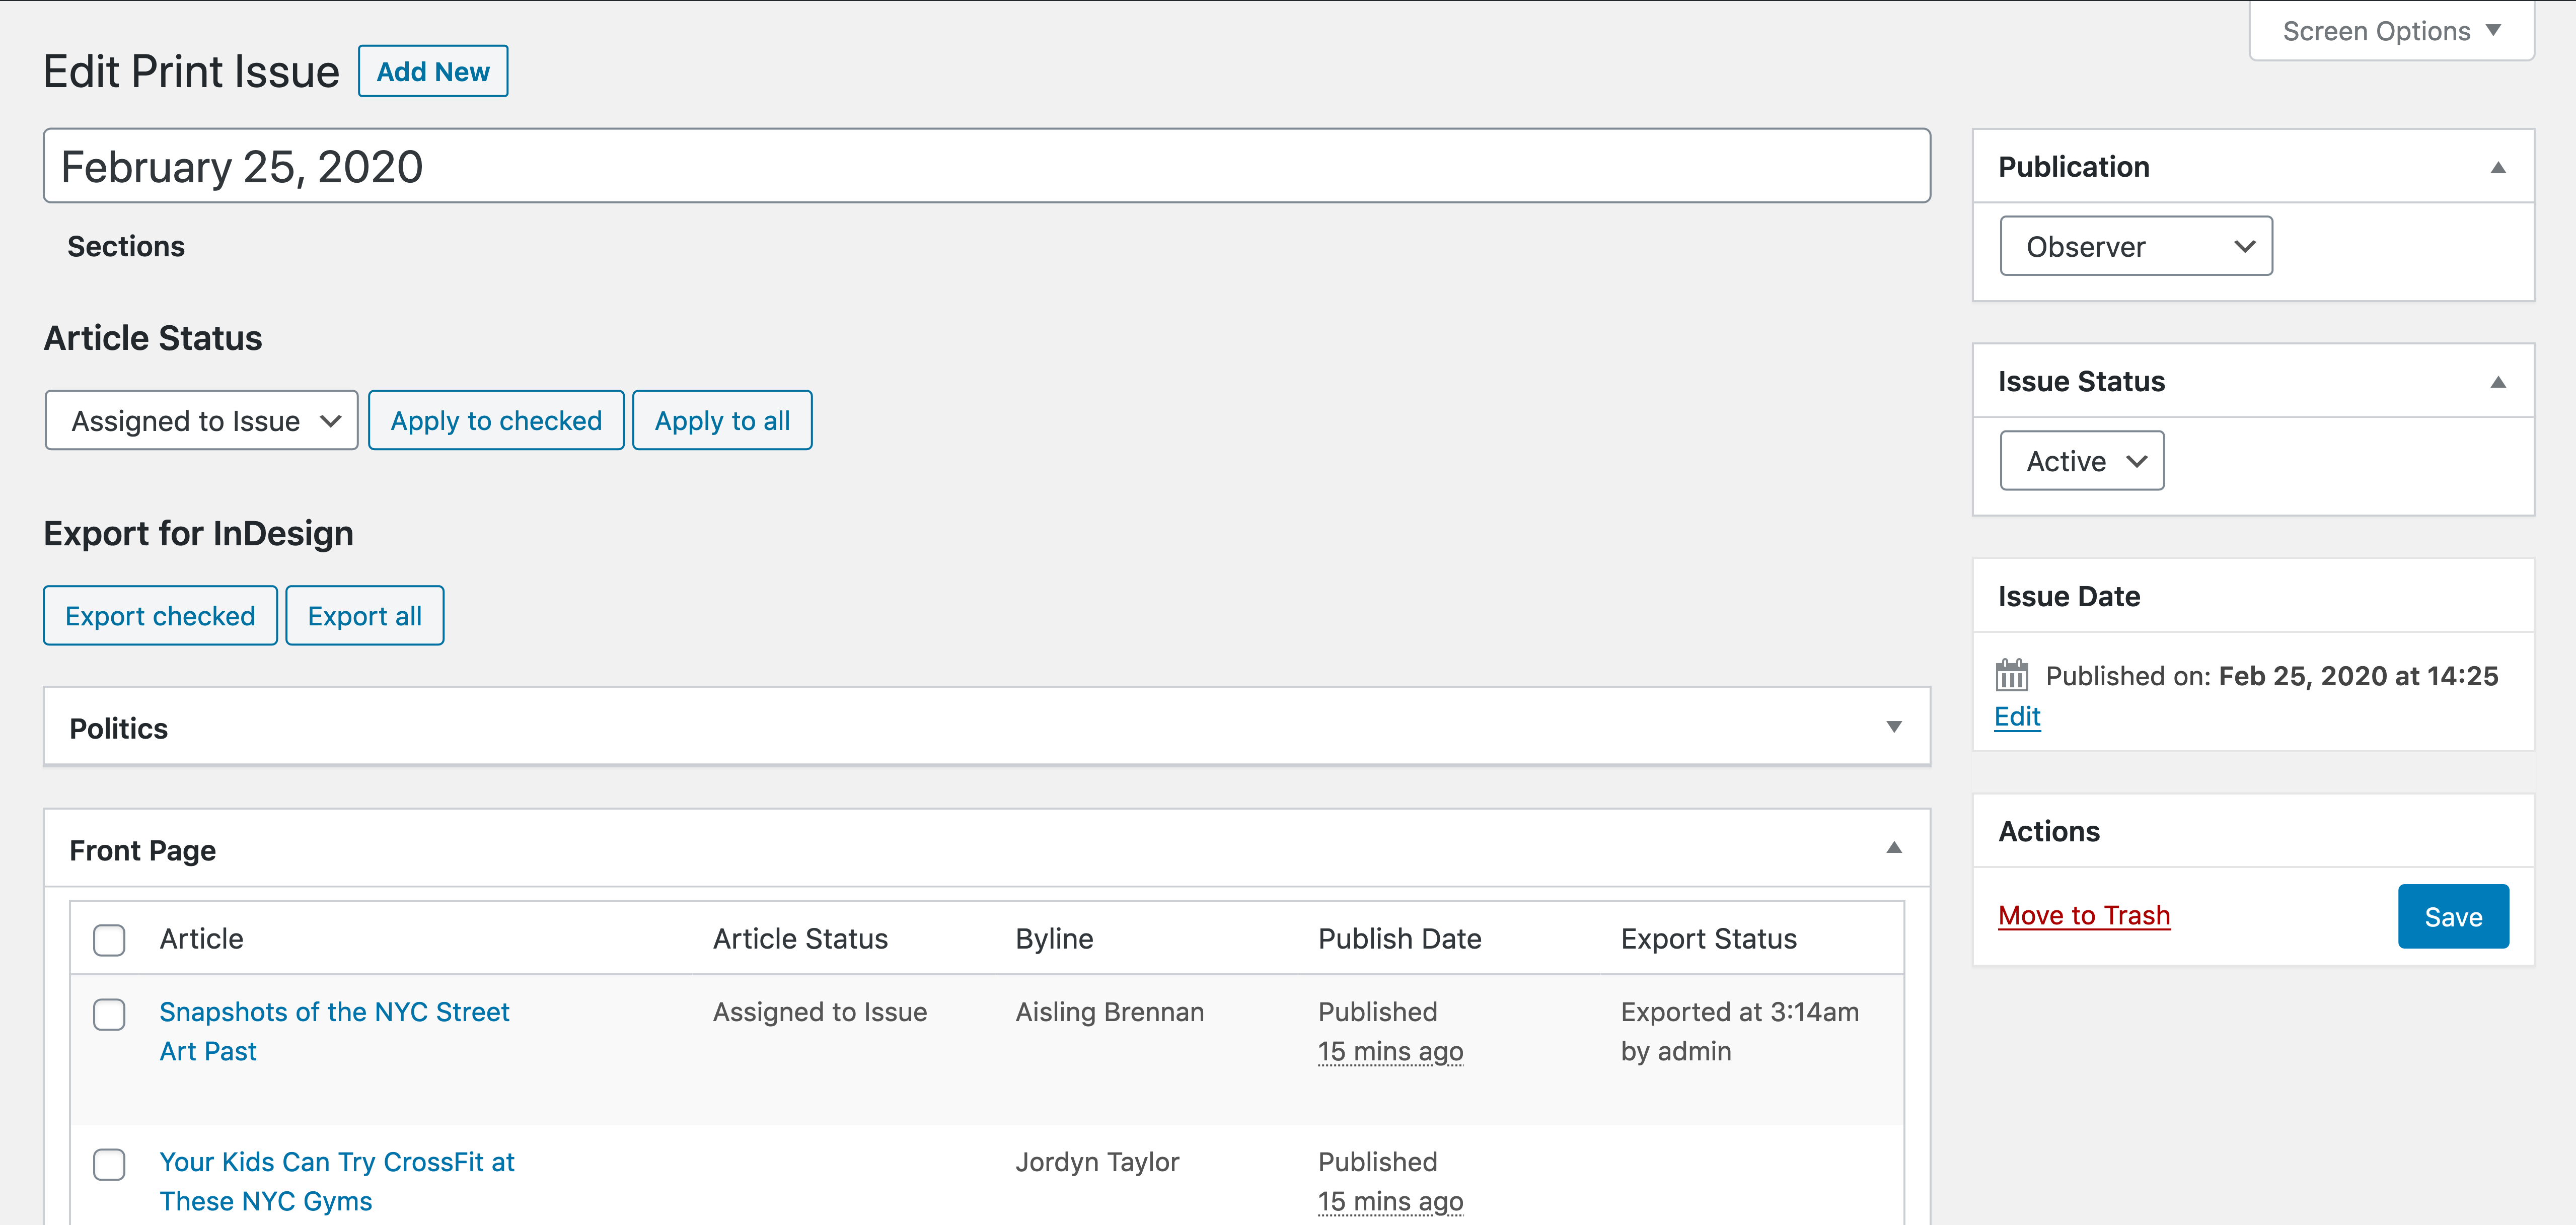 Screen Options
Edit Print Issue Add New
February 25, 2020
Sections
Article Status
Assigned to Issue Apply to checked Apply to all
Export for InDesign
Export checked Export all
Politics
Front Page
Article Article Status Byline Publish Date Export Status
Snapshots of the NYC Street Assigned to Issue Aisling Brennan Published Exported at 3:14am
Art Past 15 mins ago by admin
Your Kids Can Try CrossFit at Jordyn Taylor Published
These NYC Gyms 15 mins ago
Publication
Observer
Issue Status
Active
Issue Date
Published on: Feb 25, 2020 at 14:25
Edit
Actions
Move to Trash Save